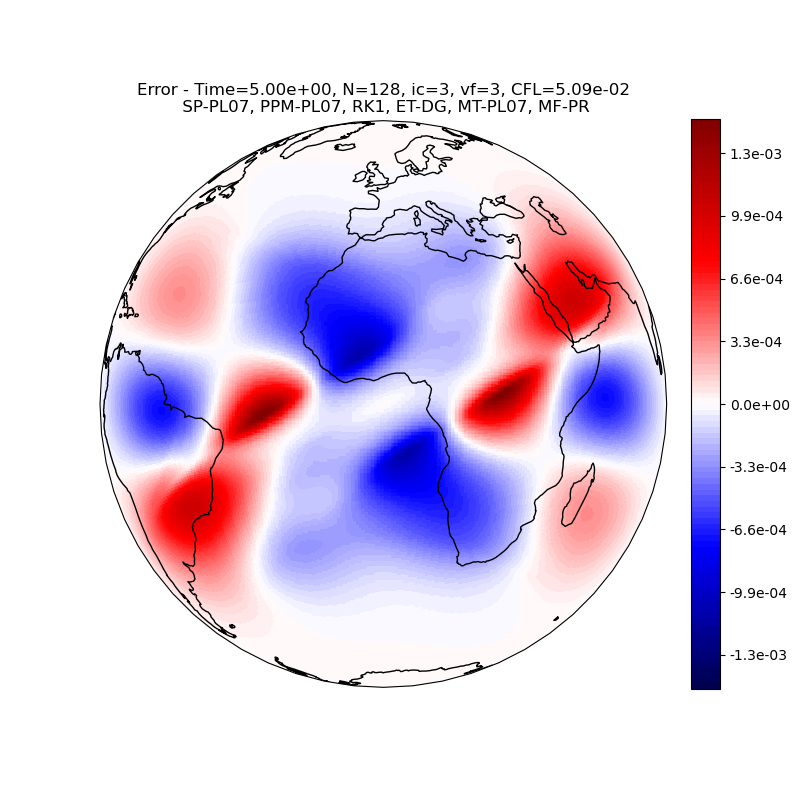 Error - Time=5.00e+00, N=128, ic=3, vf=3, CFL=5.09e-02
SP-PL07, PPM-PL07, RK1, ET-DG, MT-PL07, MF-PR
1.3e-03
9.9e-04
6.6e-04
3.3e-04
0.0e+00
-3.3e-04
-6.6e-04
-9.9e-04
-1.3e-03